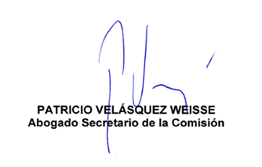 PATRICIO VELÁSQUEZ WEISSE
Abogado Secretario de la Comisión